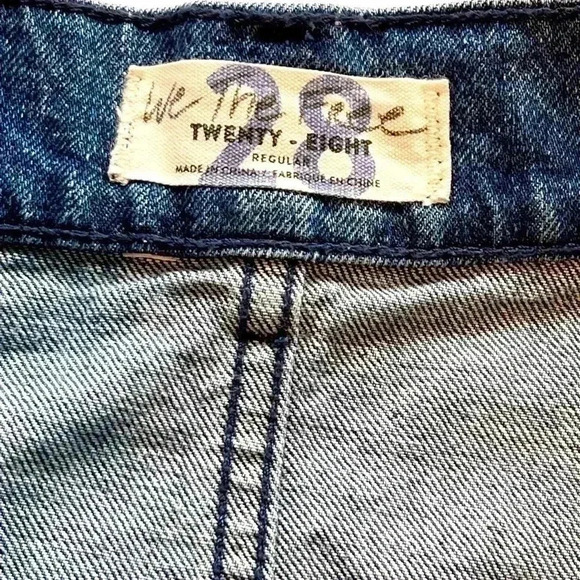 We The Free
28
TWENTY - EIGHT
REGULAR
MADE IN CHINA / FABRIQUE EN CHINE